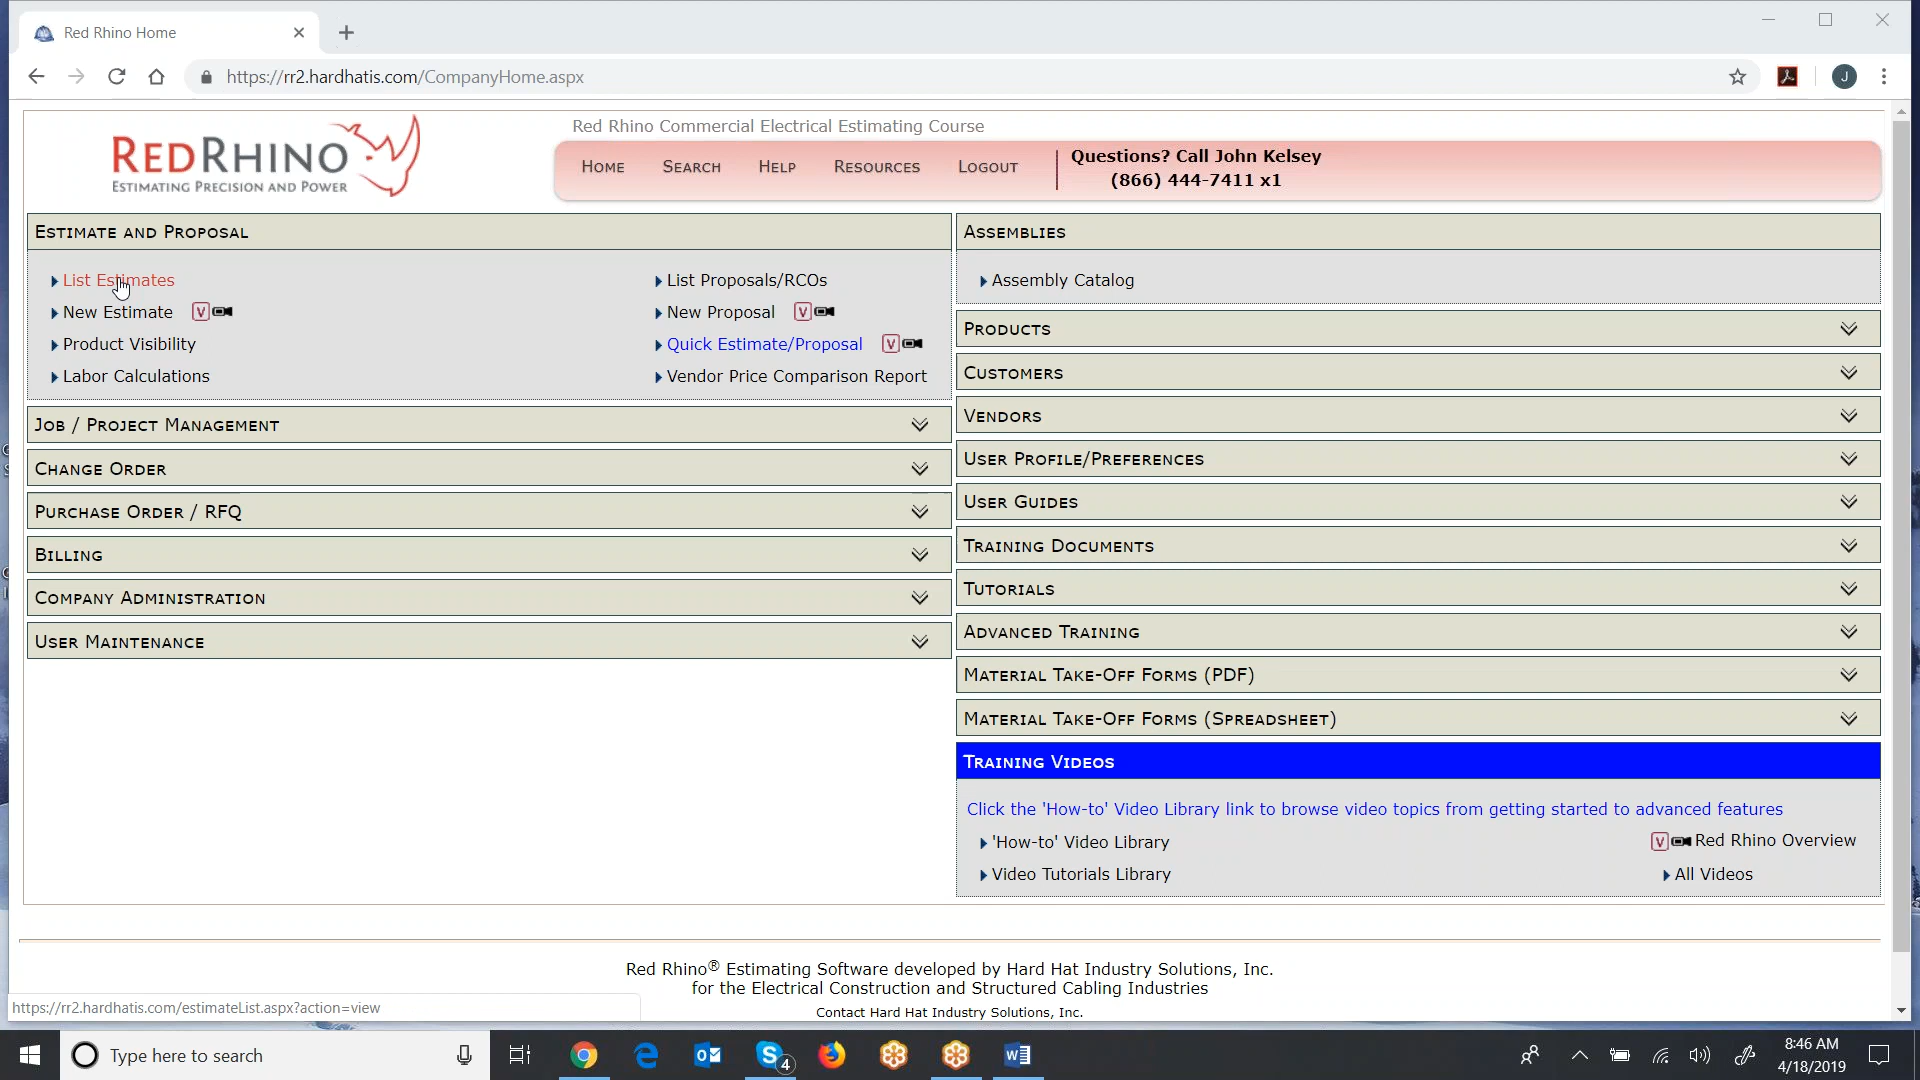 Red Rhino Home
https://rr2.hardhatis.com/CompanyHome.aspx
J
REDRHINO
ESTIMATING PRECISION AND POWER
Red Rhino Commercial Electrical Estimating Course
HOME SEARCH HELP RESOURCES LOGOUT
Questions? Call John Kelsey
(866) 444-7411 x1
ESTIMATE AND PROPOSAL
List Estimates
New Estimate V
Product Visibility
Labor Calculations
List Proposals/RCOs
New Proposal V
Quick Estimate/Proposal V
Vendor Price Comparison Report
JOB / PROJECT MANAGEMENT
CHANGE ORDER
PURCHASE ORDER / RFQ
BILLING
COMPANY ADMINISTRATION
USER MAINTENANCE
ASSEMBLIES
Assembly Catalog
PRODUCTS
CUSTOMERS
VENDORS
USER PROFILE/PREFERENCES
USER GUIDES
TRAINING DOCUMENTS
TUTORIALS
ADVANCED TRAINING
MATERIAL TAKE-OFF FORMS (PDF)
MATERIAL TAKE-OFF FORMS (SPREADSHEET)
TRAINING VIDEOS
Click the 'How-to' Video Library link to browse video topics from getting started to advanced features
'How-to' Video Library V Red Rhino Overview
Video Tutorials Library All Videos
Red Rhino® Estimating Software developed by Hard Hat Industry Solutions, Inc.
for the Electrical Construction and Structured Cabling Industries
Contact Hard Hat Industry Solutions, Inc.
https://rr2.hardhatis.com/estimateList.aspx?action=view
Type here to search
4
8:46 AM
4/18/2019